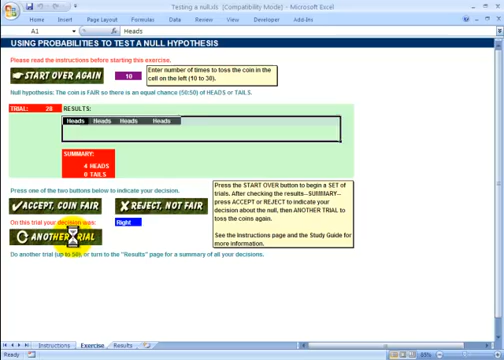 Testing a null.xls [Compatibility Mode] - Microsoft Excel
Home Insert Page Layout Formulas Data Review View Developer Add-Ins
A1 Heads
USING PROBABILITIES TO TEST A NULL HYPOTHESIS
Please read the instructions before starting this exercise.
START OVER AGAIN
10
Enter number of times to toss the coin in the
cell on the left (10 to 30).
Null hypothesis: The coin is FAIR so there is an equal chance (50:50) of HEADS or TAILS.
TRIAL: 28 RESULTS:
Heads Heads Heads Heads
SUMMARY:
4 HEADS
0 TAILS
Press one of the two buttons below to indicate your decision.
ACCEPT, COIN FAIR REJECT, NOT FAIR
On this trial your decision was: Right
ANOTHER TRIAL
Press the START OVER button to begin a SET of
trials. After checking the results--SUMMARY--
press ACCEPT or REJECT to indicate your
decision about the null, then ANOTHER TRIAL to
toss the coins again.
See the Instructions page and the Study Guide for
more information.
Do another trial (up to 50) or turn to the "Results" page for a summary of all your decisions.
Instructions Exercise Results
Ready